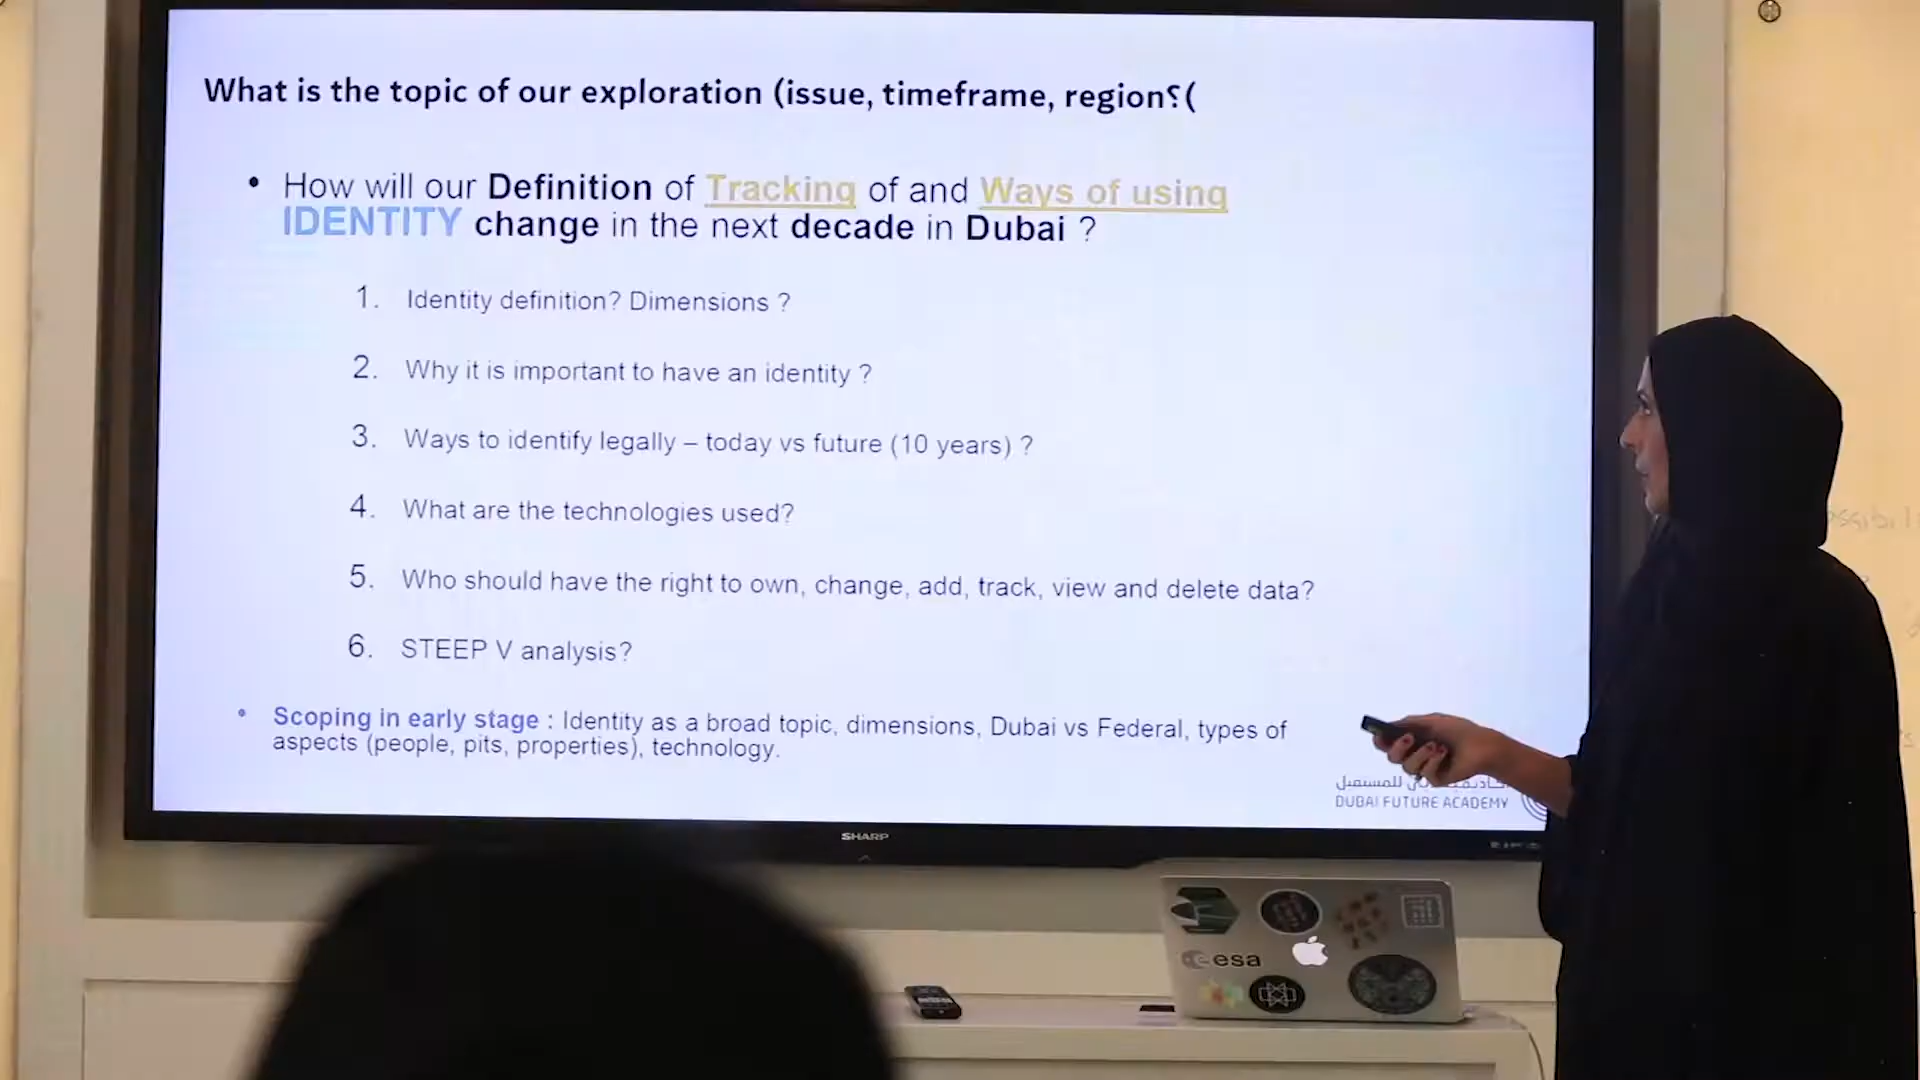 What is the topic of our exploration (issue, timeframe, region؟(
• How will our Definition of Tracking of and Ways of using
IDENTITY change in the next decade in Dubai ?
1. Identity definition? Dimensions ?
2. Why it is important to have an identity ?
3. Ways to identify legally – today vs future (10 years) ?
4. What are the technologies used?
5. Who should have the right to own, change, add, track, view and delete data?
6. STEEP V analysis?
• Scoping in early stage : Identity as a broad topic, dimensions, Dubai vs Federal, types of
aspects (people, pits, properties), technology.
للمستقبل
DUBAI FUTURE ACADEMY
SHARP
esa